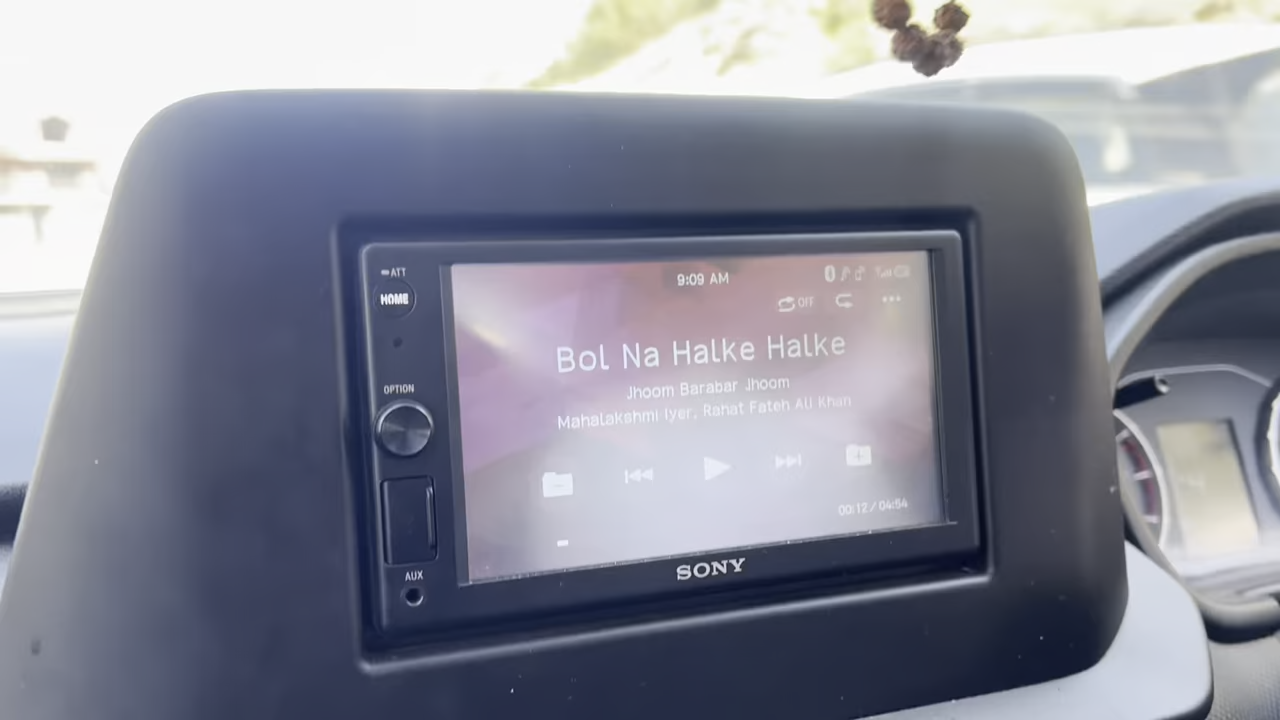 ATT
9:09 AM
HOME
OFF
Bol Na Halke Halke
OPTION
Jhoom Barabar Jhoom
Mahalakshmi Iyer, Rahat Fateh Ali Khan
00:12 / 04:54
AUX
SONY